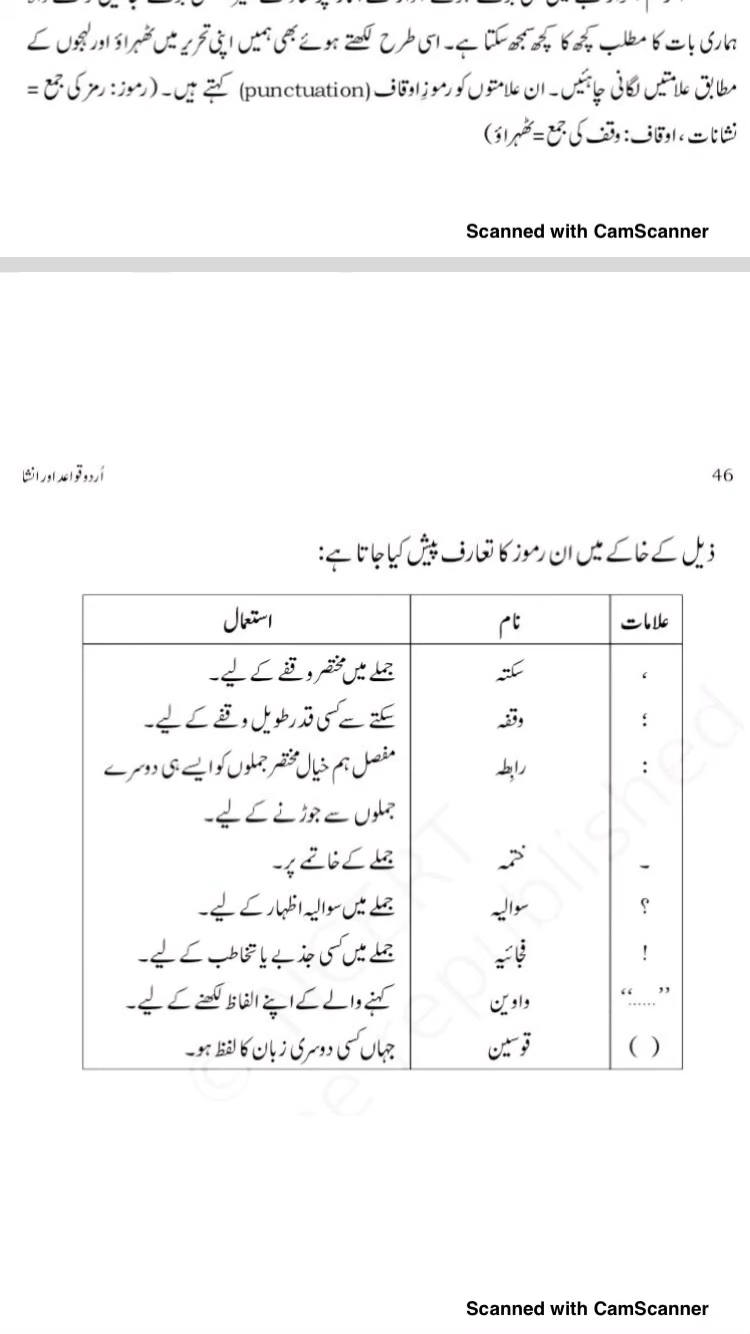 ہماری بات کا مطلب کچھ کا کچھ سمجھ سکتا ہے۔ اسی طرح لکھتے ہوئے بھی ہمیں اپنی تحریر میں ٹھہراؤ اور لہجوں کے
مطابق علامتیں لگانی چاہئیں۔ ان علامتوں کو رموزِ اوقاف (punctuation) کہتے ہیں۔ (رموز: رمز کی جمع =
نشانات، اوقاف: وقف کی جمع=ٹھہراؤ)
Scanned with CamScanner
46 اُردو قواعد اور انشا
ذیل کے خاکے میں ان رموز کا تعارف پیش کیا جاتا ہے:
علامات نام استعمال
، سکتہ جملے میں مختصر وقفے کے لیے۔
؛ وقفہ سکتے سے کسی قدر طویل وقفے کے لیے۔
: رابطہ مفصل ہم خیال مختصر جملوں کو ایسے ہی دوسرے
جملوں سے جوڑنے کے لیے۔
۔ ختمہ جملے کے خاتمے پر۔
؟ سوالیہ جملے میں سوالیہ اظہار کے لیے۔
! فجائیہ جملے میں کسی جذبے یا تخاطب کے لیے۔
“......” واوین کہنے والے کے اپنے الفاظ لکھنے کے لیے۔
( ) قوسین جہاں کسی دوسری زبان کا لفظ ہو۔
© NCERT
republished
Scanned with CamScanner